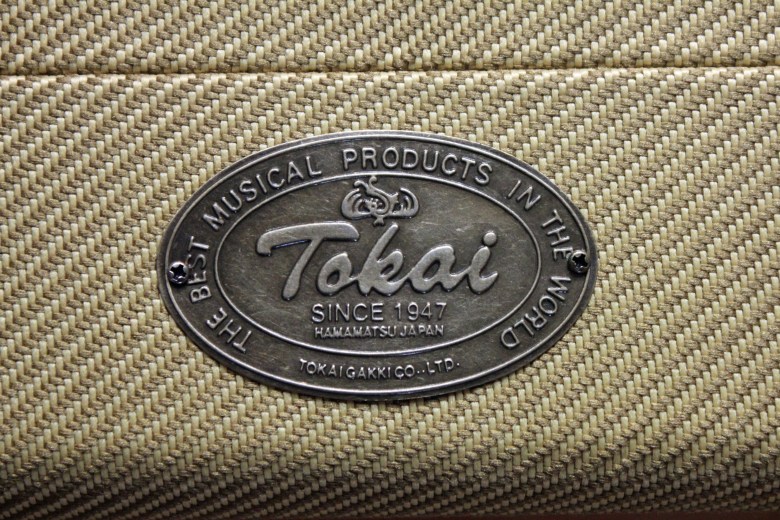 THE BEST MUSICAL PRODUCTS IN THE WORLD
Tokai
SINCE 1947
HAMAMATSU JAPAN
TOKAI GAKKI CO., LTD.